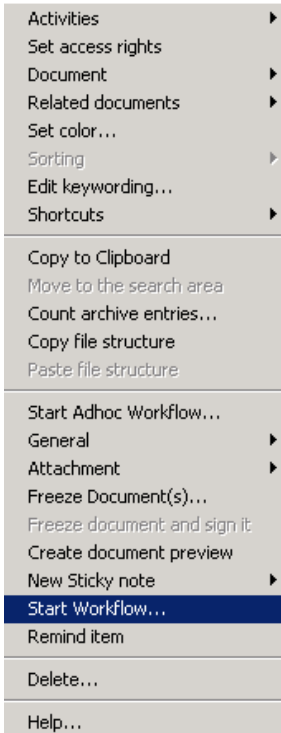 Activities
Set access rights
Document
Related documents
Set color...
Sorting
Edit keywording...
Shortcuts
Copy to Clipboard
Move to the search area
Count archive entries...
Copy file structure
Paste file structure
Start Adhoc Workflow...
General
Attachment
Freeze Document(s)...
Freeze document and sign it
Create document preview
New Sticky note
Start Workflow...
Remind item
Delete...
Help...